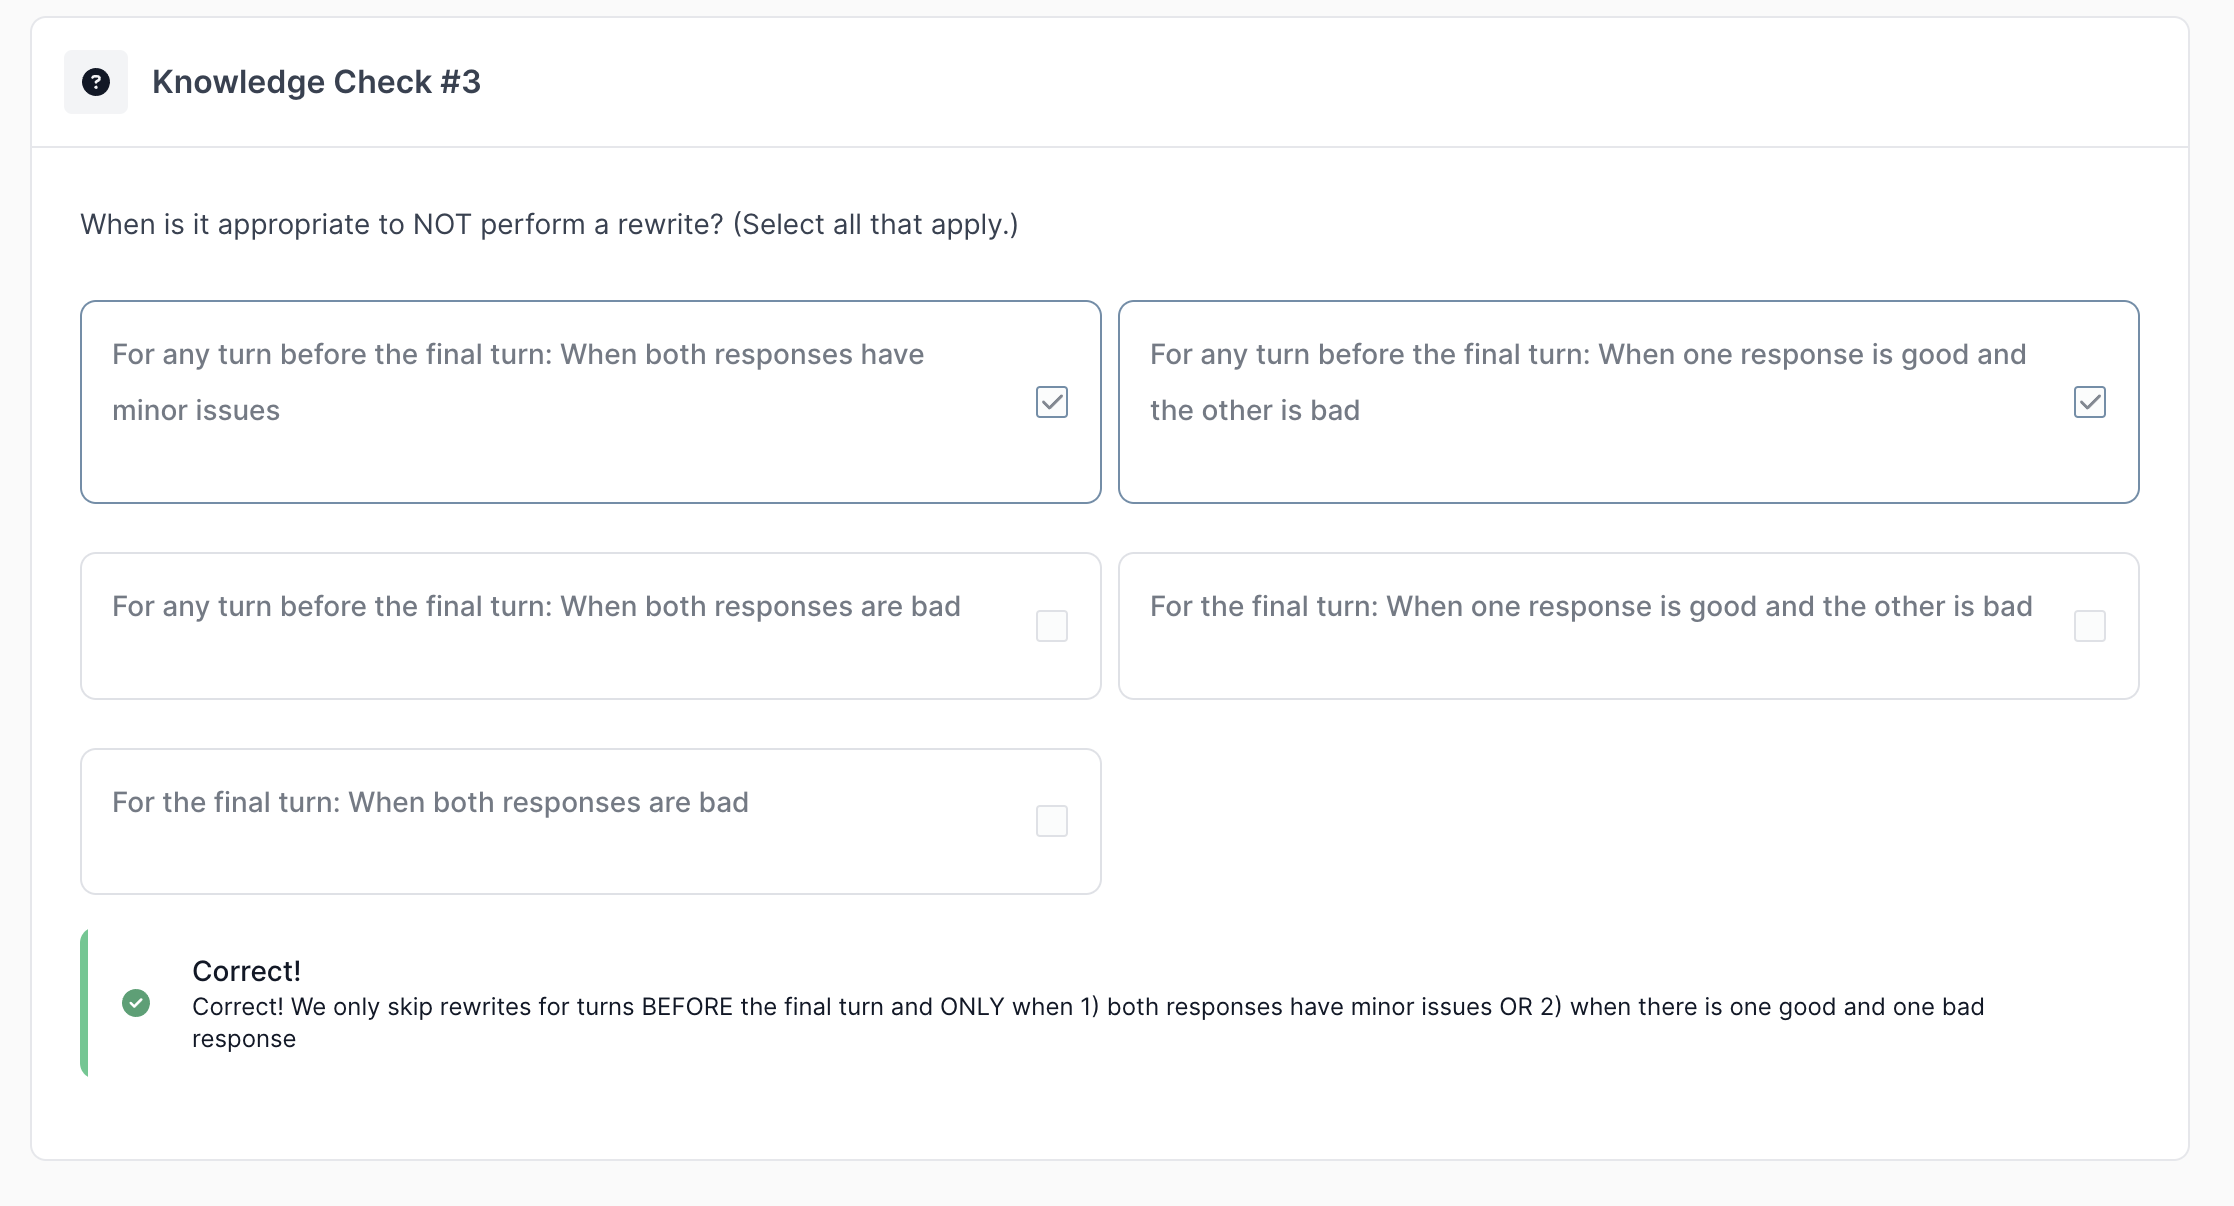 Knowledge Check #3
When is it appropriate to NOT perform a rewrite? (Select all that apply.)
For any turn before the final turn: When both responses have
minor issues
For any turn before the final turn: When one response is good and
the other is bad
For any turn before the final turn: When both responses are bad
For the final turn: When one response is good and the other is bad
For the final turn: When both responses are bad
Correct!
Correct! We only skip rewrites for turns BEFORE the final turn and ONLY when 1) both responses have minor issues OR 2) when there is one good and one bad
response